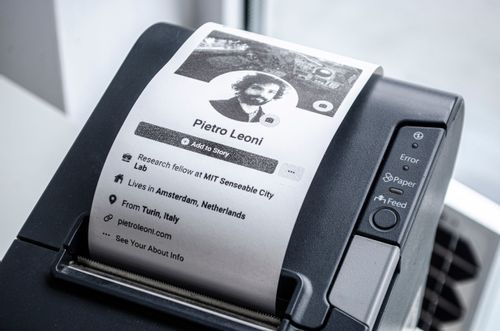 Pietro Leoni
Add to Story
Research fellow at MIT Senseable City
Lab
Lives in Amsterdam, Netherlands
From Turin, Italy
pietroleoni.com
See Your About Info
Error
Paper
Feed